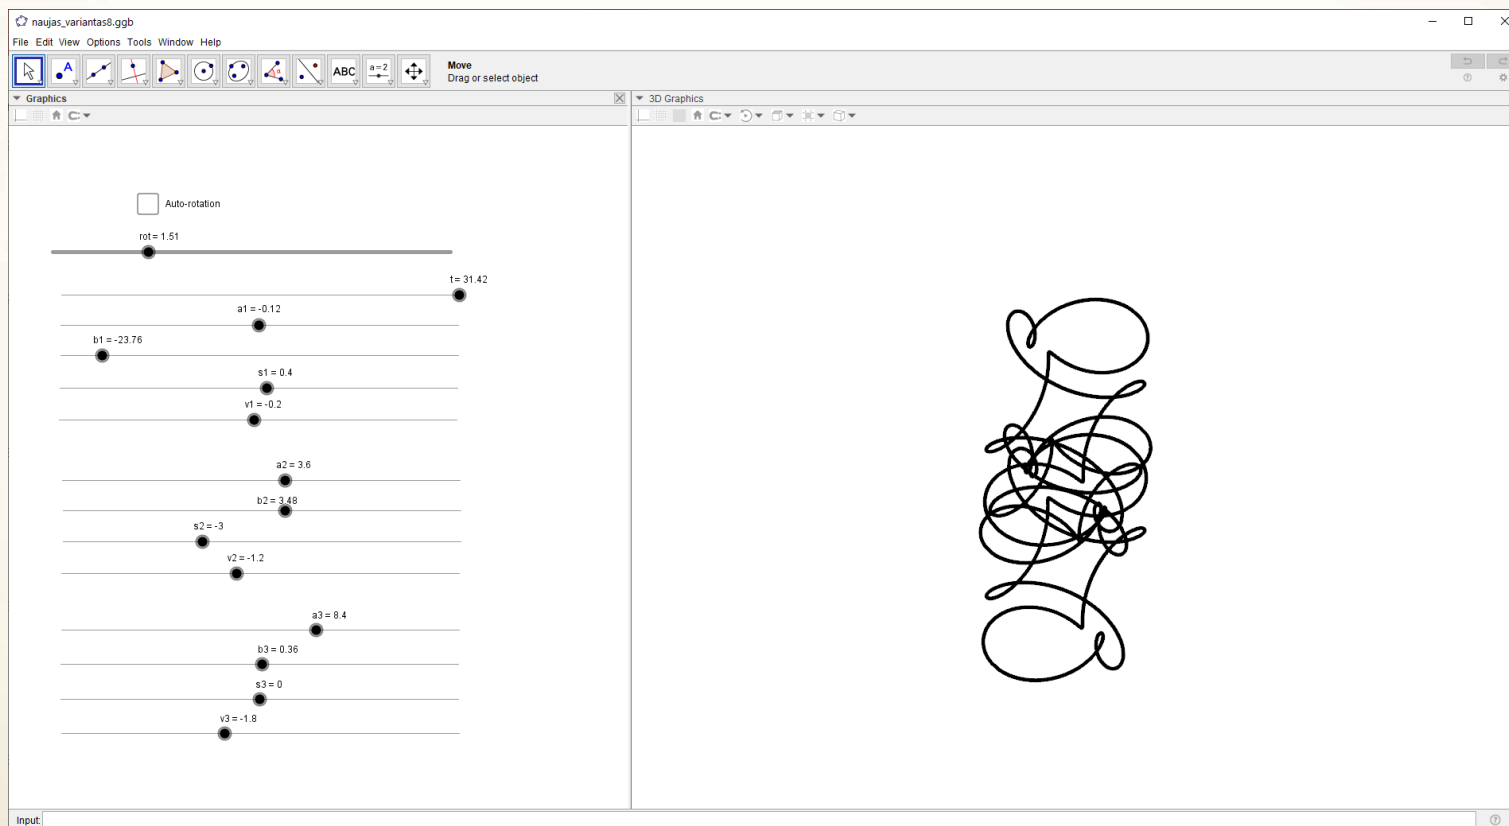 naujas_variantas8.ggb
File Edit View Options Tools Window Help
A
ABC
a=2
Move
Drag or select object
Graphics
3D Graphics
Auto-rotation
rot = 1.51
t = 31.42
a1 = -0.12
b1 = -23.76
s1 = 0.4
v1 = -0.2
a2 = 3.6
b2 = 3.48
s2 = -3
v2 = -1.2
a3 = 8.4
b3 = 0.36
s3 = 0
v3 = -1.8
Input: